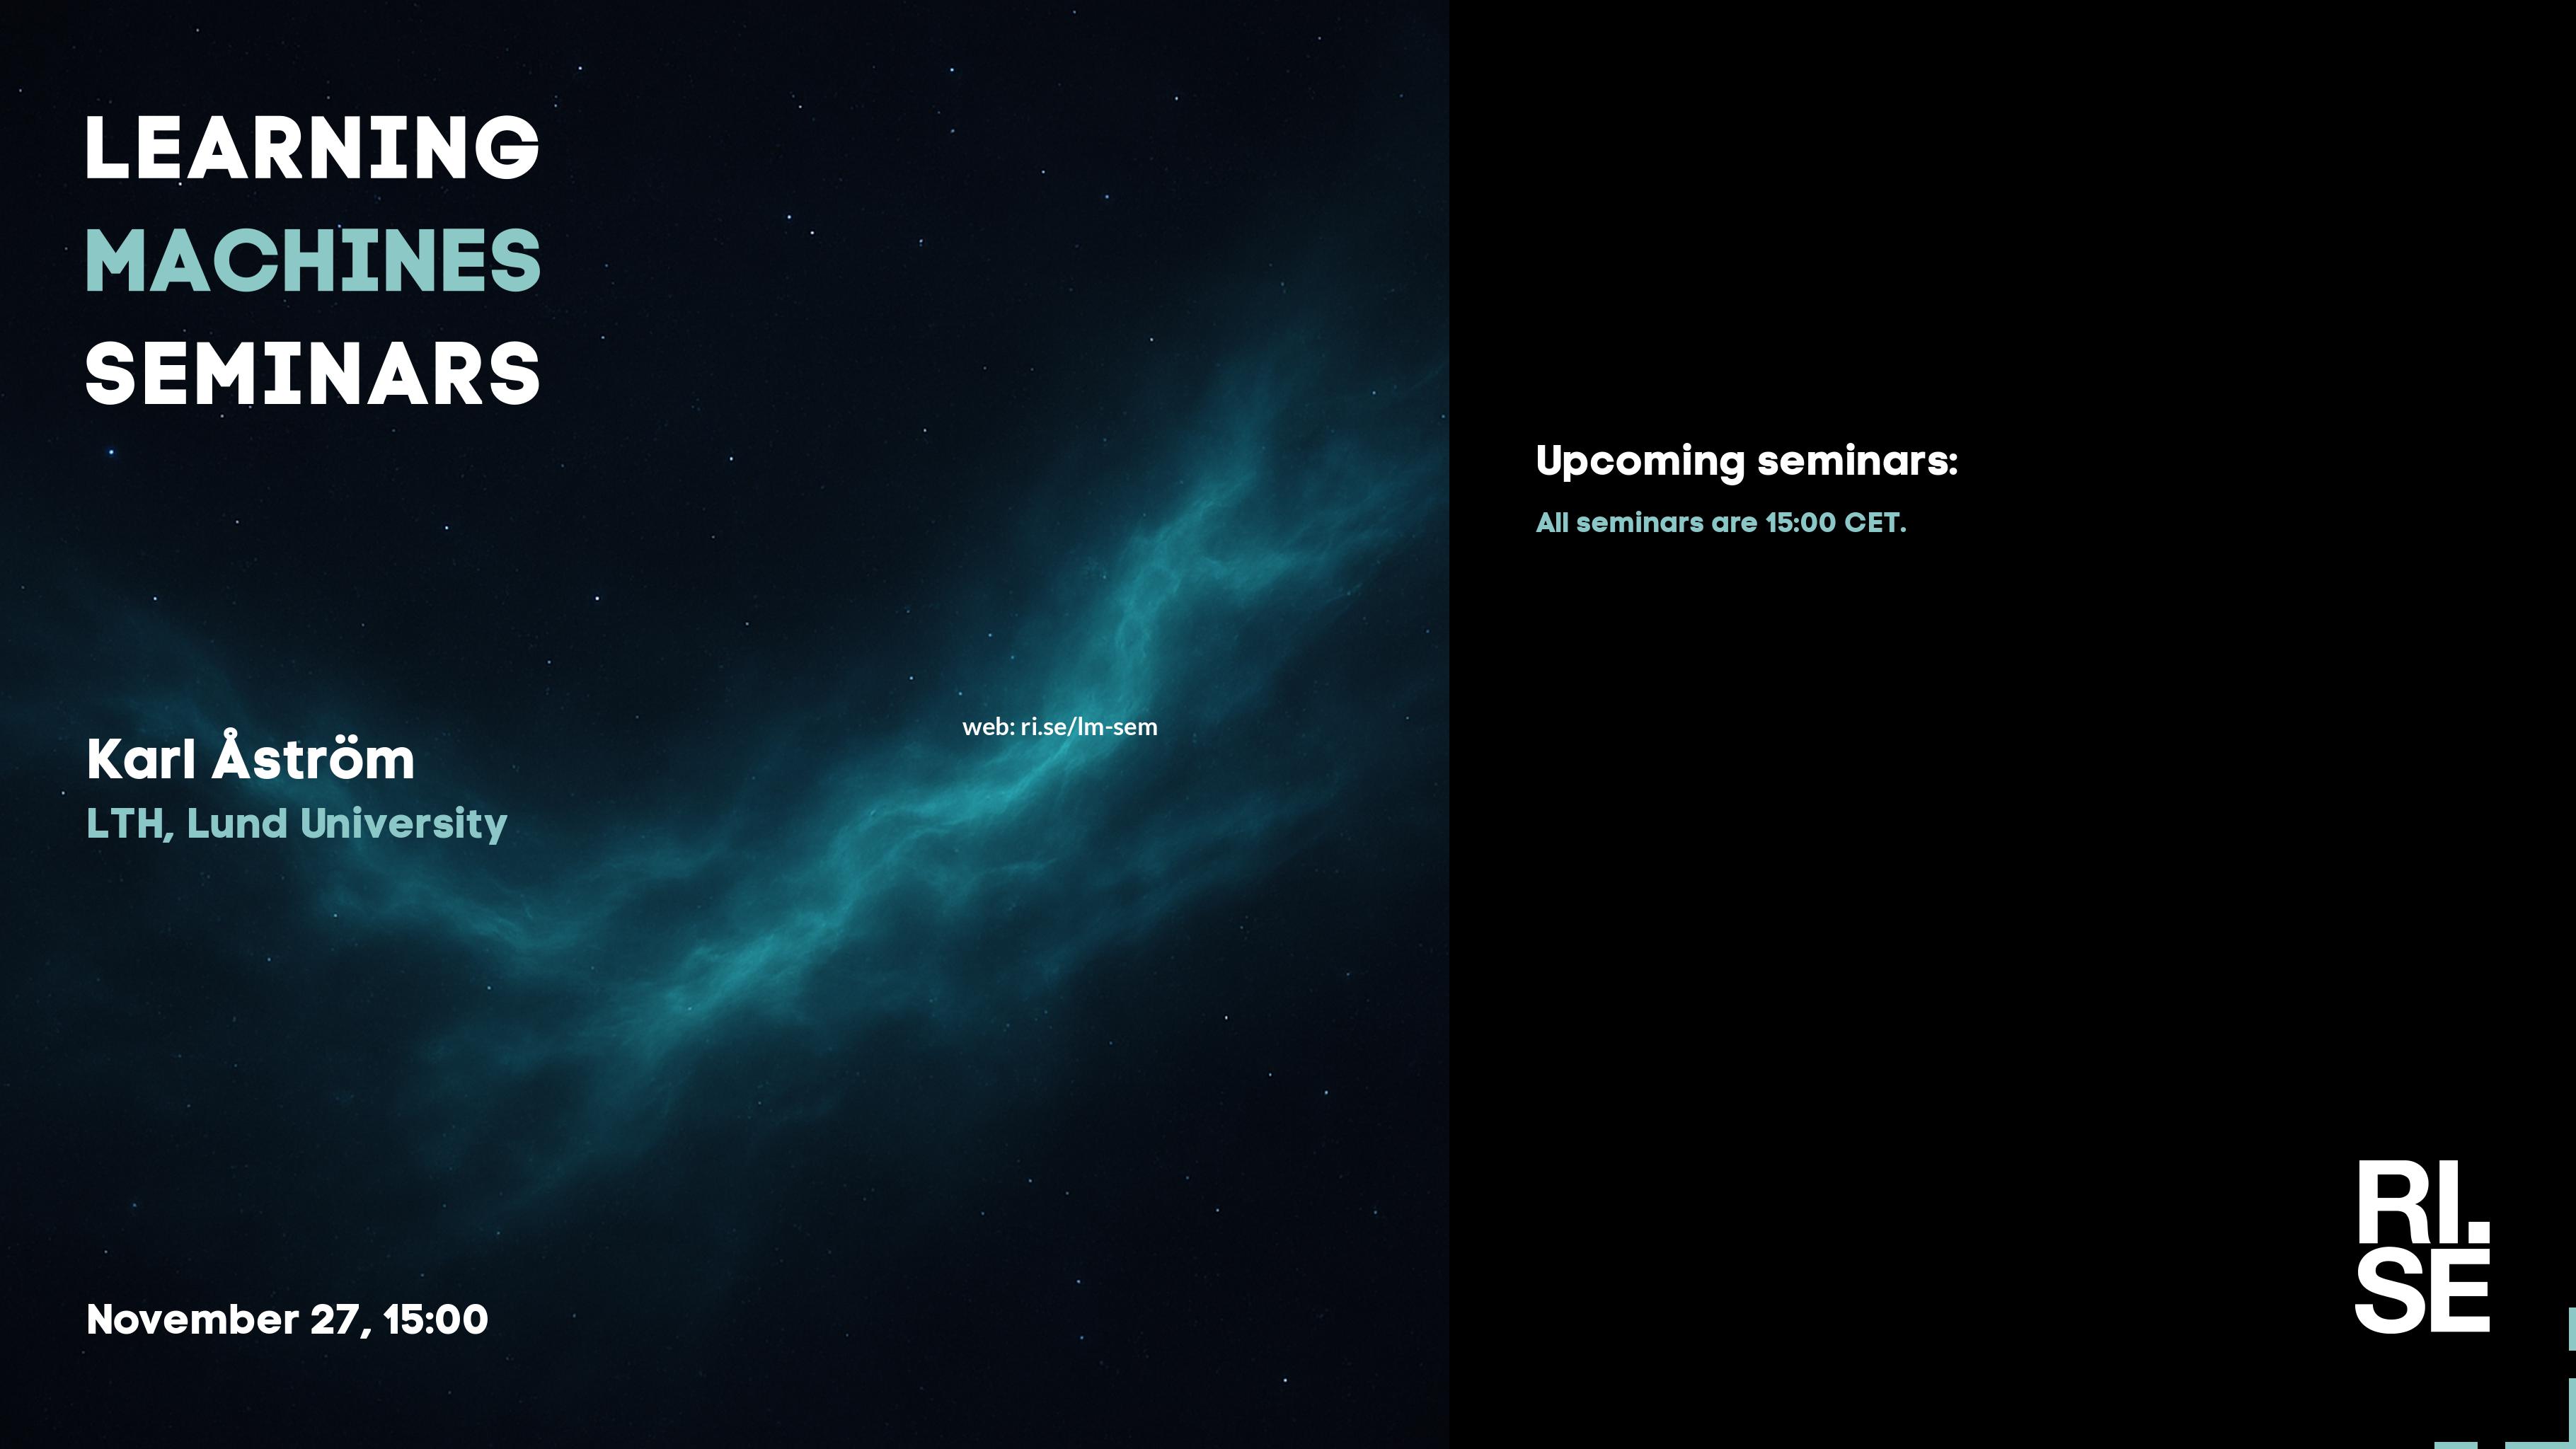 LEARNING
MACHINES
SEMINARS
Karl Åström
LTH, Lund University
web: ri.se/lm-sem
November 27, 15:00
Upcoming seminars:
All seminars are 15:00 CET.
RI.
SE